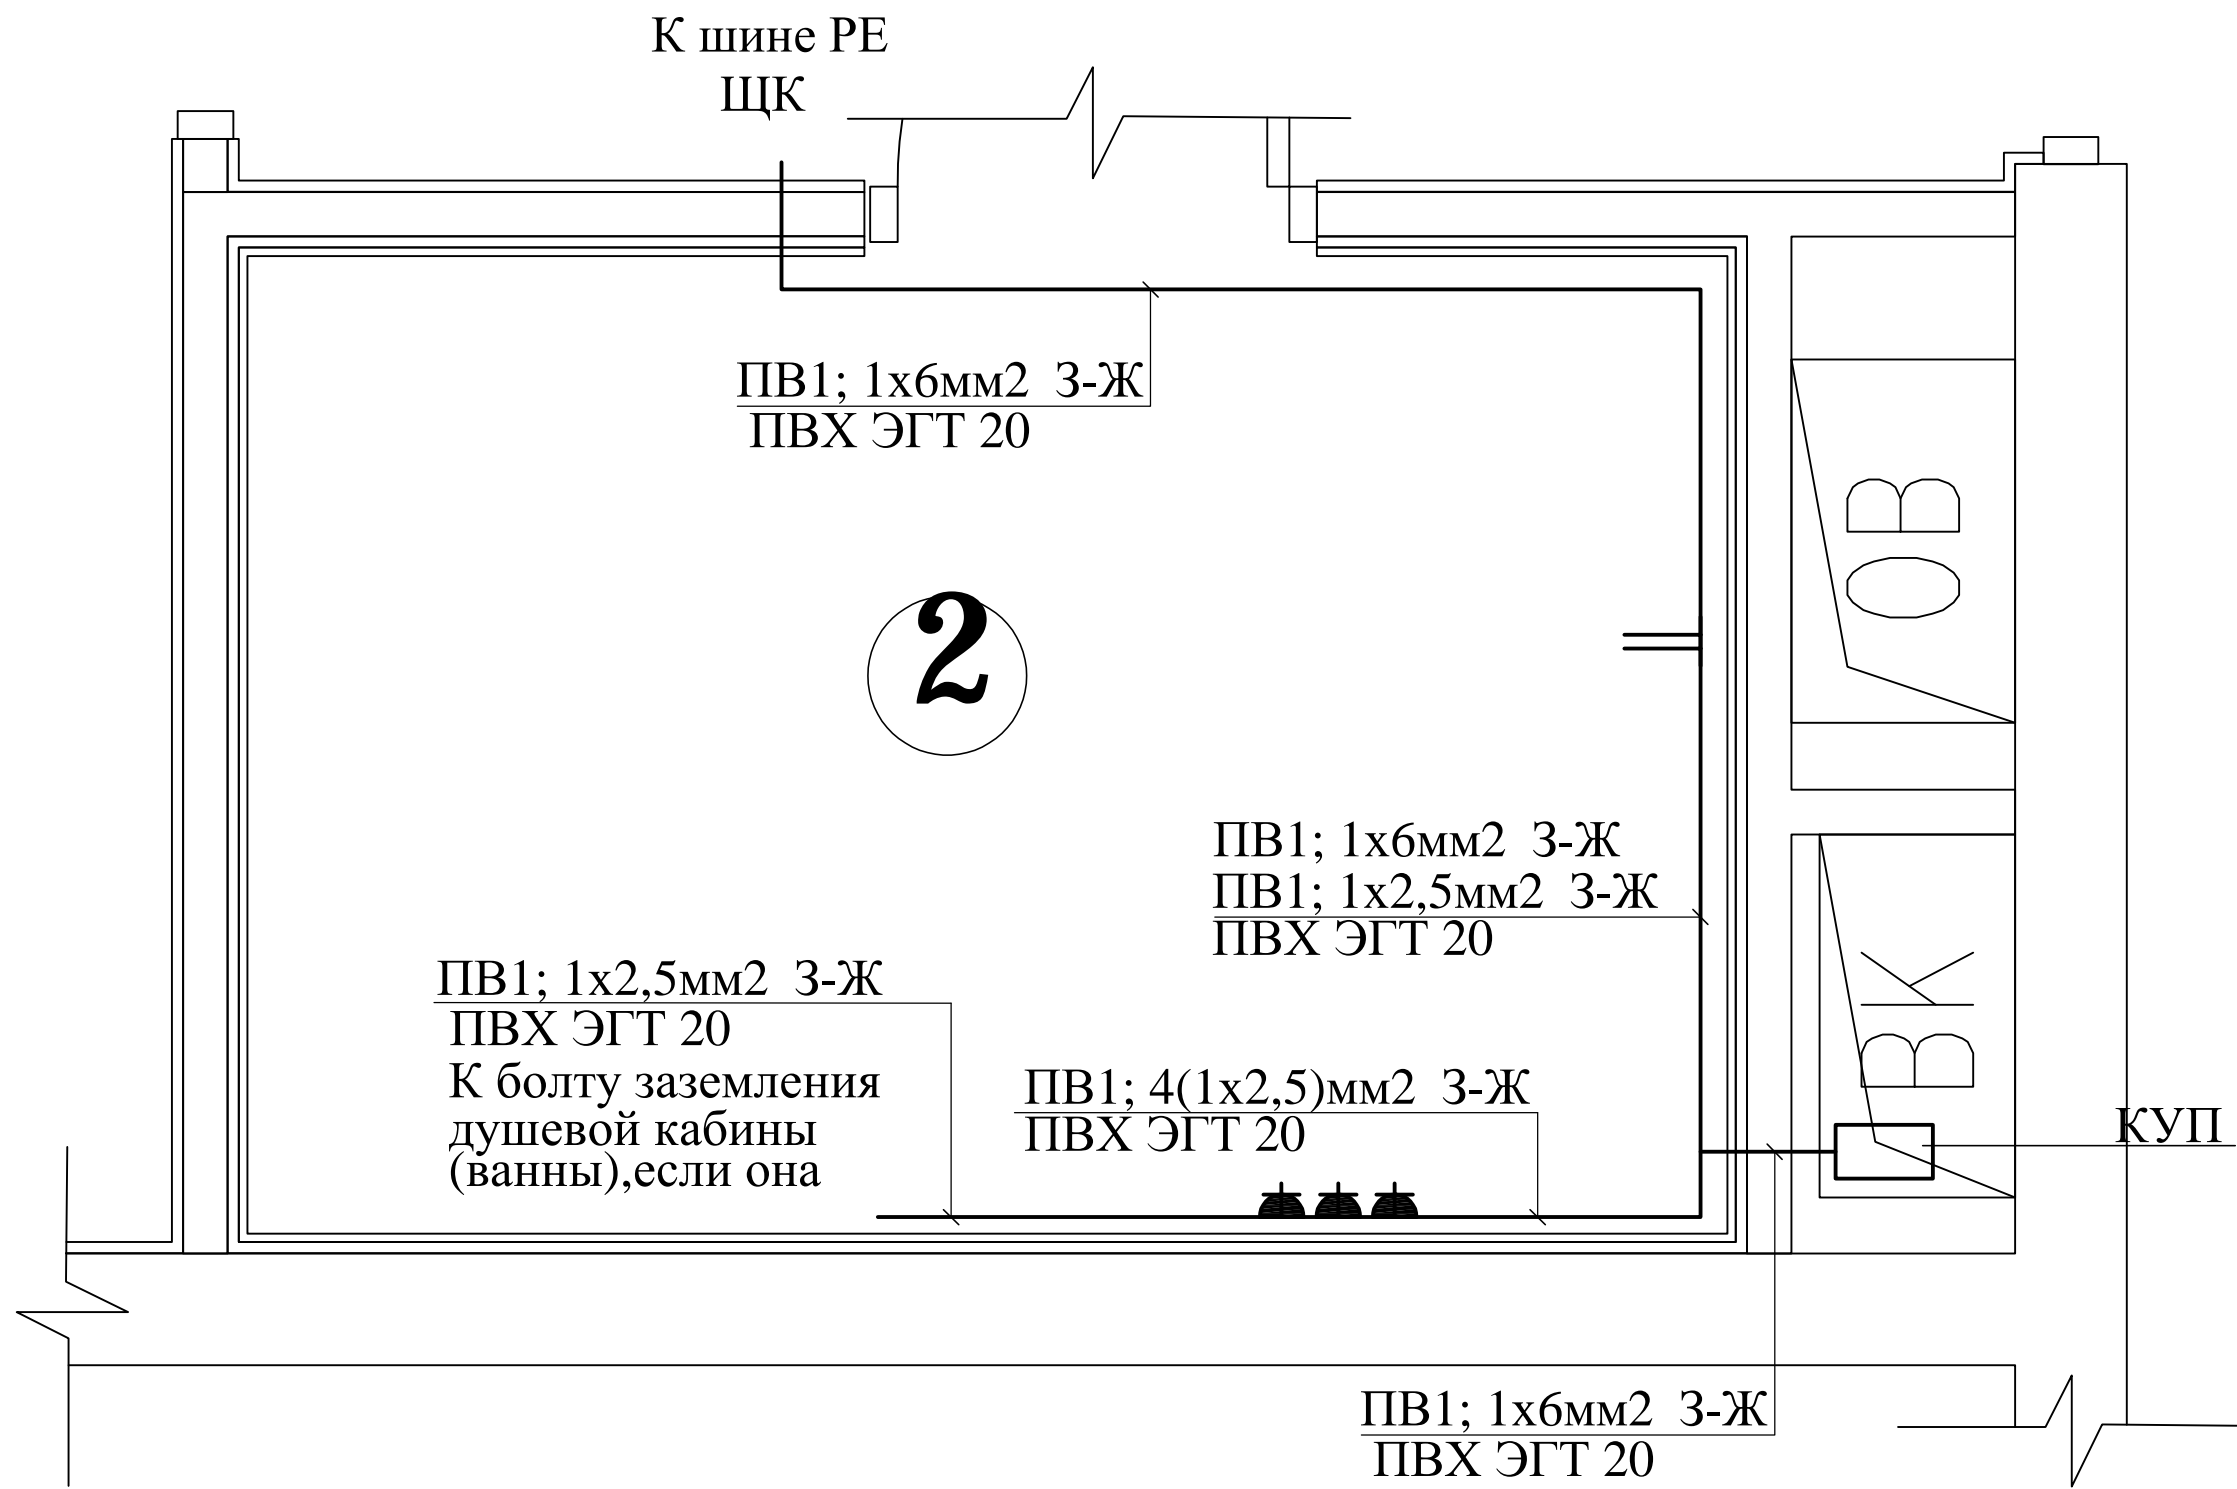 К шине РЕ
ЩК
ПВ1; 1х6мм2 З-Ж
ПВХ ЭГТ 20
ОВ
2
ПВ1; 1х6мм2 З-Ж
ПВ1; 1х2,5мм2 З-Ж
ПВХ ЭГТ 20
ПВ1; 1х2,5мм2 З-Ж
ПВХ ЭГТ 20
К болту заземления
душевой кабины
(ванны),если она
ПВ1; 4(1х2,5)мм2 З-Ж
ПВХ ЭГТ 20
ВК
КУП
ПВ1; 1х6мм2 З-Ж
ПВХ ЭГТ 20